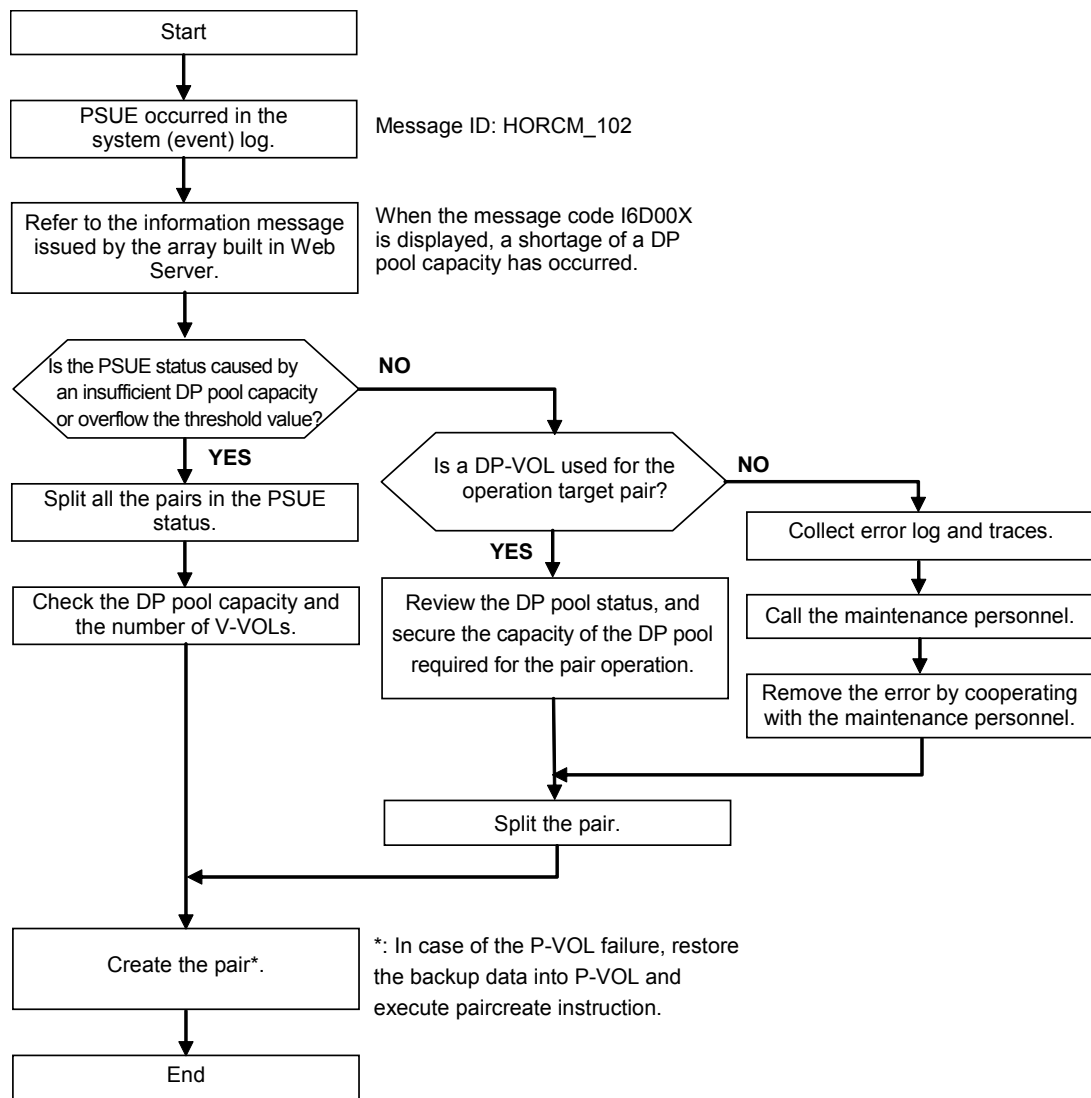 Start
PSUE occurred in the
system (event) log.
Message ID: HORCM_102
Refer to the information message
issued by the array built in Web
Server.
When the message code I6D00X
is displayed, a shortage of a DP
pool capacity has occurred.
Is the PSUE status caused by
an insufficient DP pool capacity
or overflow the threshold value?
NO
YES
Is a DP-VOL used for the
operation target pair?
NO
YES
Split all the pairs in the PSUE
status.
Check the DP pool capacity and
the number of V-VOLs.
Review the DP pool status, and
secure the capacity of the DP pool
required for the pair operation.
Collect error log and traces.
Call the maintenance personnel.
Remove the error by cooperating
with the maintenance personnel.
Split the pair.
Create the pair*.
*: In case of the P-VOL failure, restore
the backup data into P-VOL and
execute paircreate instruction.
End